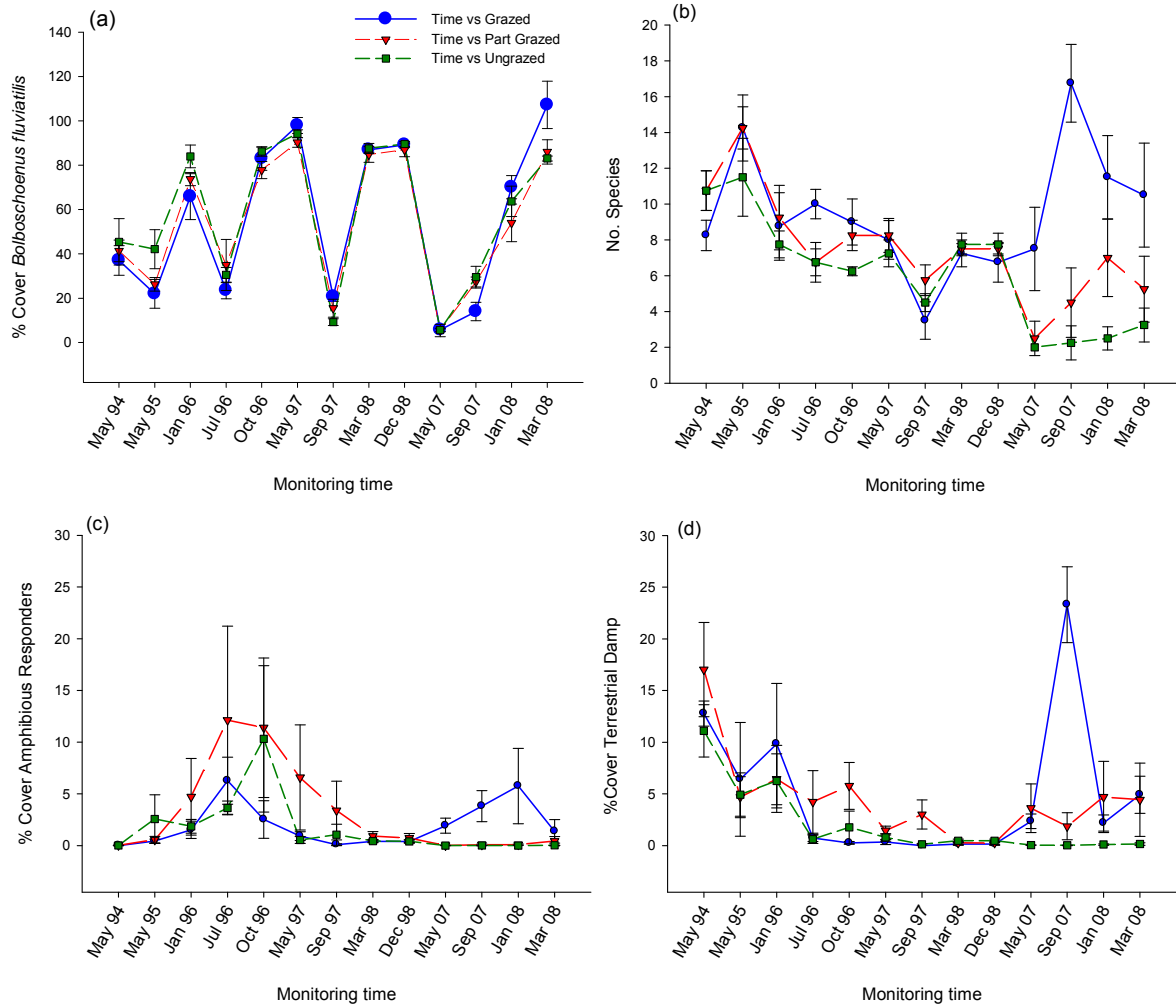 (a)
Time vs Grazed
Time vs Part Grazed
Time vs Ungrazed
% Cover Bolboschoenus fluviatilis
140
120
100
80
60
40
20
0
May 94
May 95
Jan 96
Jul 96
Oct 96
May 97
Sep 97
Mar 98
Dec 98
May 07
Sep 07
Jan 08
Mar 08
Monitoring time
(b)
No. Species
20
18
16
14
12
10
8
6
4
2
0
May 94
May 95
Jan 96
Jul 96
Oct 96
May 97
Sep 97
Mar 98
Dec 98
May 07
Sep 07
Jan 08
Mar 08
Monitoring time
(c)
% Cover Amphibious Responders
30
25
20
15
10
5
0
May 94
May 95
Jan 96
Jul 96
Oct 96
May 97
Sep 97
Mar 98
Dec 98
May 07
Sep 07
Jan 08
Mar 08
Monitoring time
(d)
%Cover Terrestrial Damp
30
25
20
15
10
5
0
May 94
May 95
Jan 96
Jul 96
Oct 96
May 97
Sep 97
Mar 98
Dec 98
May 07
Sep 07
Jan 08
Mar 08
Monitoring time